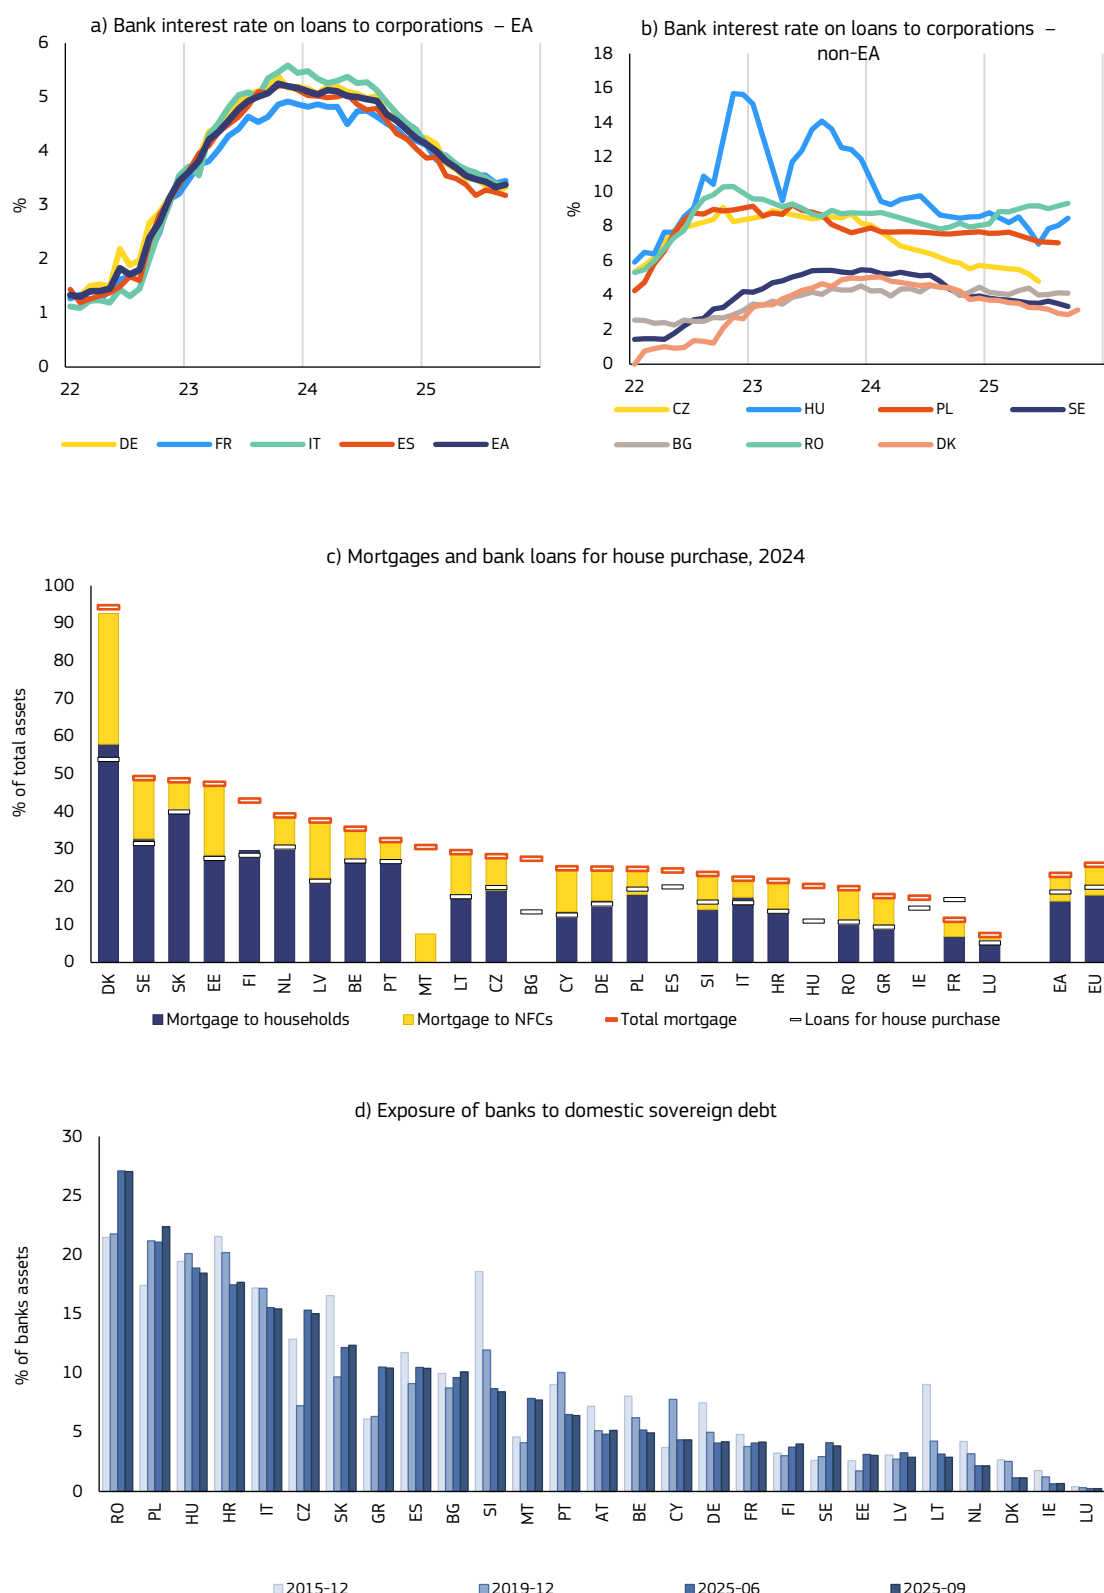 a) Bank interest rate on loans to corporations – EA
6
5
4
3
2
1
0
%
22 23 24 25
DE FR IT ES EA
b) Bank interest rate on loans to corporations –
non-EA
18
16
14
12
10
8
6
4
2
0
%
22 23 24 25
CZ HU PL SE
BG RO DK
c) Mortgages and bank loans for house purchase, 2024
100
90
80
70
60
50
40
30
20
10
0
% of total assets
DK SE SK EE FI NL LV BE PT MT LT CZ BG CY DE PL ES SI IT HR HU RO GR IE FR LU EA EU
Mortgage to households Mortgage to NFCs Total mortgage Loans for house purchase
d) Exposure of banks to domestic sovereign debt
30
25
20
15
10
5
0
% of banks assets
RO PL HU HR IT CZ SK GR ES BG SI MT PT AT BE CY DE FR FI SE EE LV LT NL DK IE LU
2015-12 2019-12 2025-06 2025-09